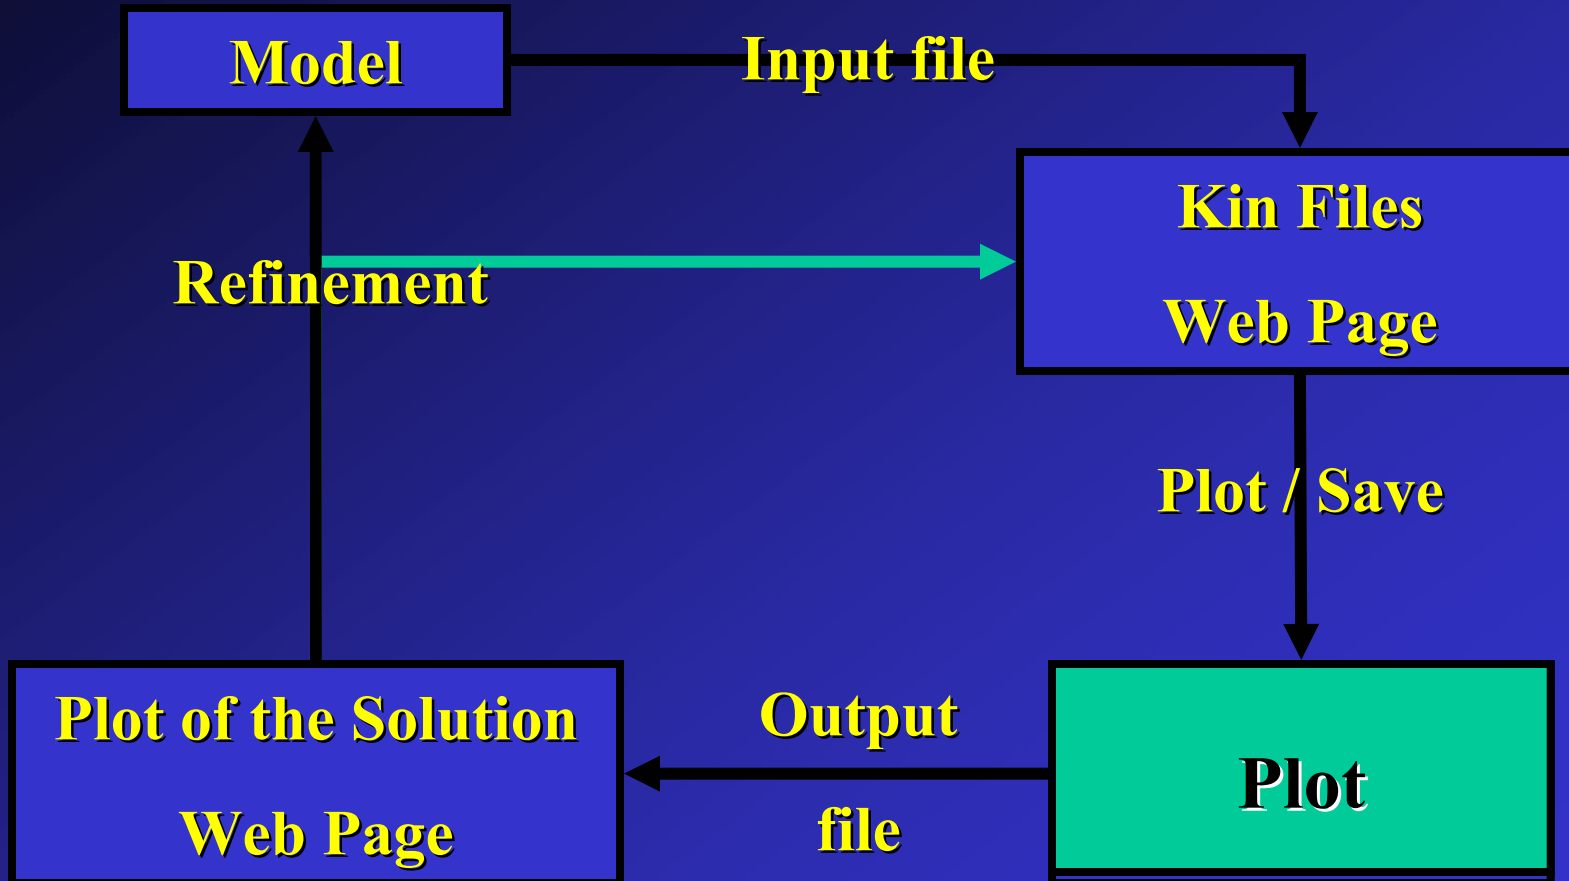 Model
Input file
Kin Files
Web Page
Refinement
Plot / Save
Plot of the Solution
Web Page
Output
file
Plot